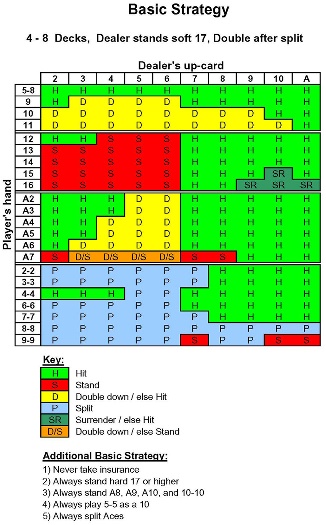 Basic Strategy
4 - 8 Decks, Dealer stands soft 17, Double after split
Dealer's up-card
2 3 4 5 6 7 8 9 10 A
Player's hand
5-8 H H H H H H H H H H
9 H D D D D H H H H H
10 D D D D D D D D H H
11 D D D D D D D D D H
12 H H S S S H H H H H
13 S S S S S H H H H H
14 S S S S S H H H H H
15 S S S S S H H H SR H
16 S S S S S H H SR SR SR
A2 H H H D D H H H H H
A3 H H H D D H H H H H
A4 H H D D D H H H H H
A5 H H D D D H H H H H
A6 H D D D D H H H H H
A7 S D/S D/S D/S D/S S S H H H
2-2 P P P P P P H H H H
3-3 P P P P P P H H H H
4-4 H H H P P H H H H H
6-6 P P P P P H H H H H
7-7 P P P P P P H H H H
8-8 P P P P P P P P P P
9-9 P P P P P S P P S S
Key:
H Hit
S Stand
D Double down / else Hit
P Split
SR Surrender / else Hit
D/S Double down / else Stand
Additional Basic Strategy:
1) Never take insurance
2) Always stand hard 17 or higher
3) Always stand A8, A9, A10, and 10-10
4) Always play 5-5 as a 10
5) Always split Aces